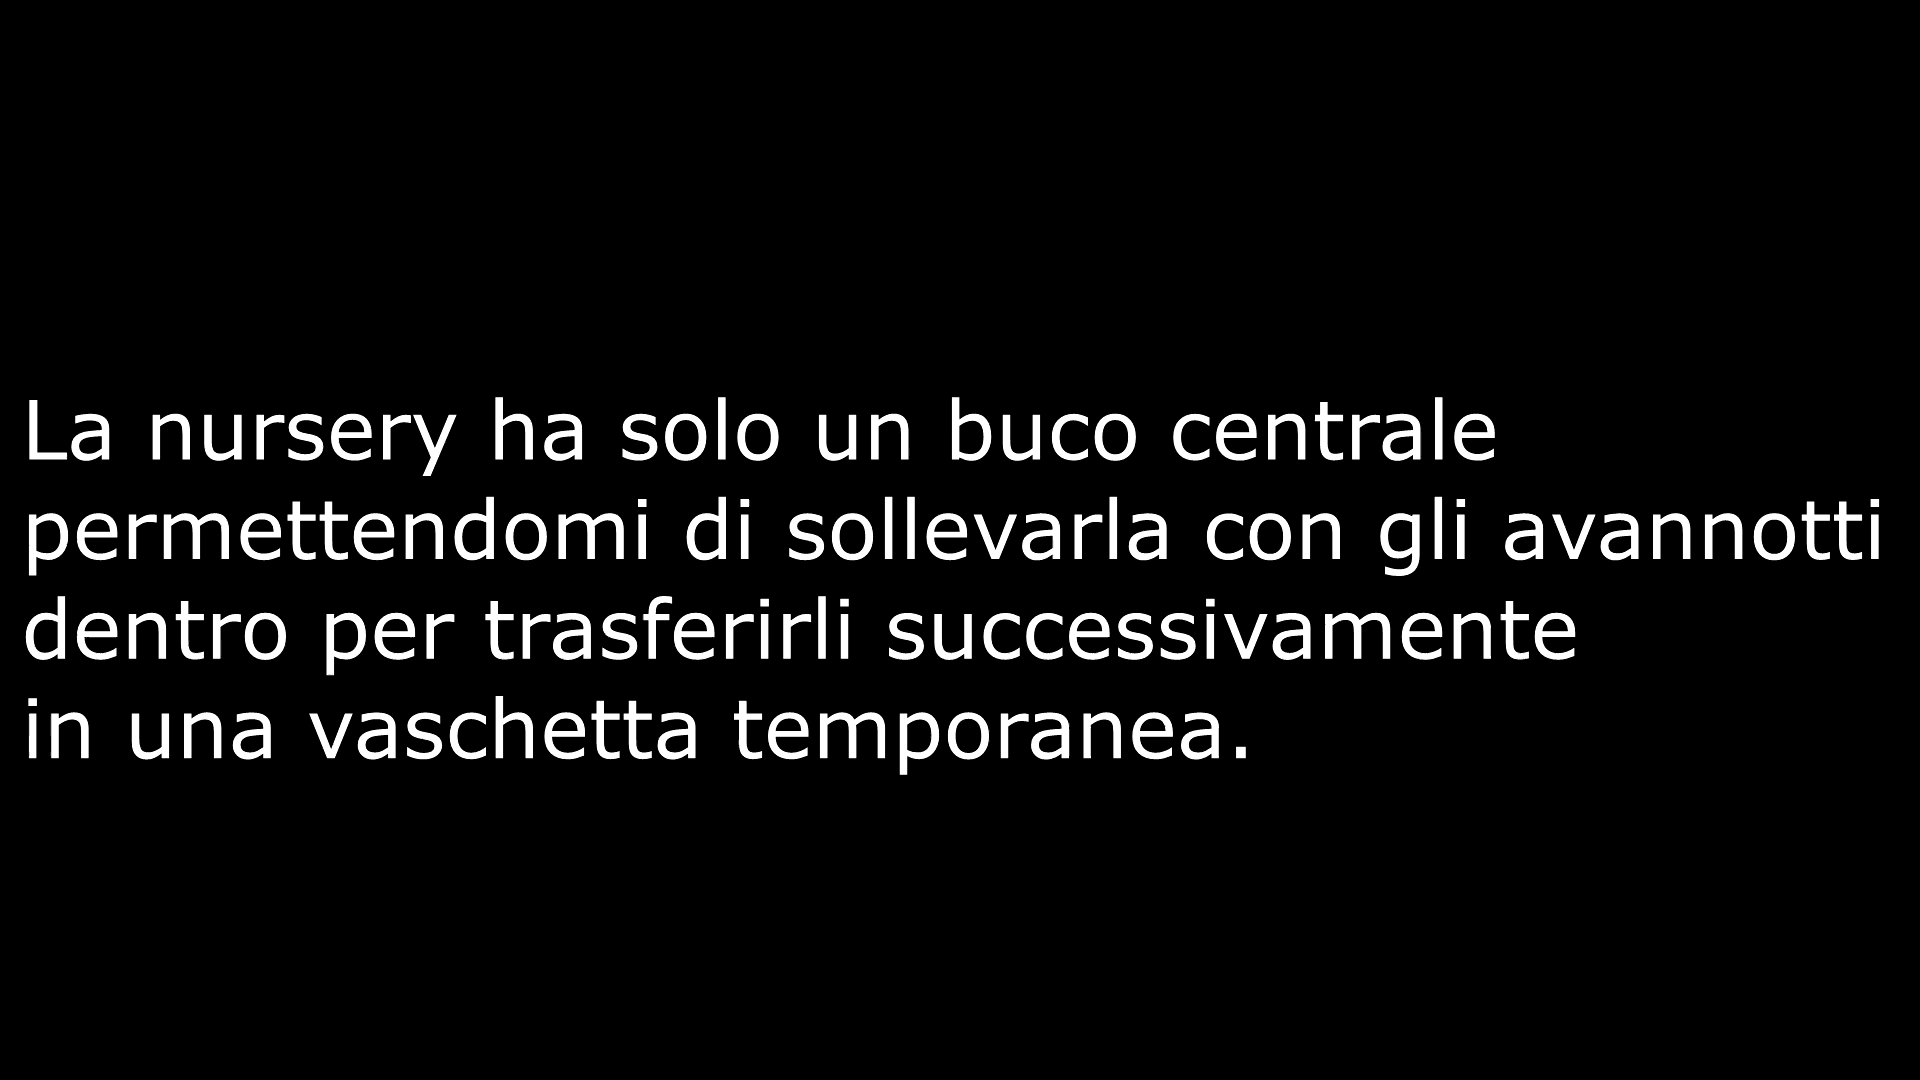 La nursery ha solo un buco centrale
permettendomi di sollevarla con gli avannotti
dentro per trasferirli successivamente
in una vaschetta temporanea.